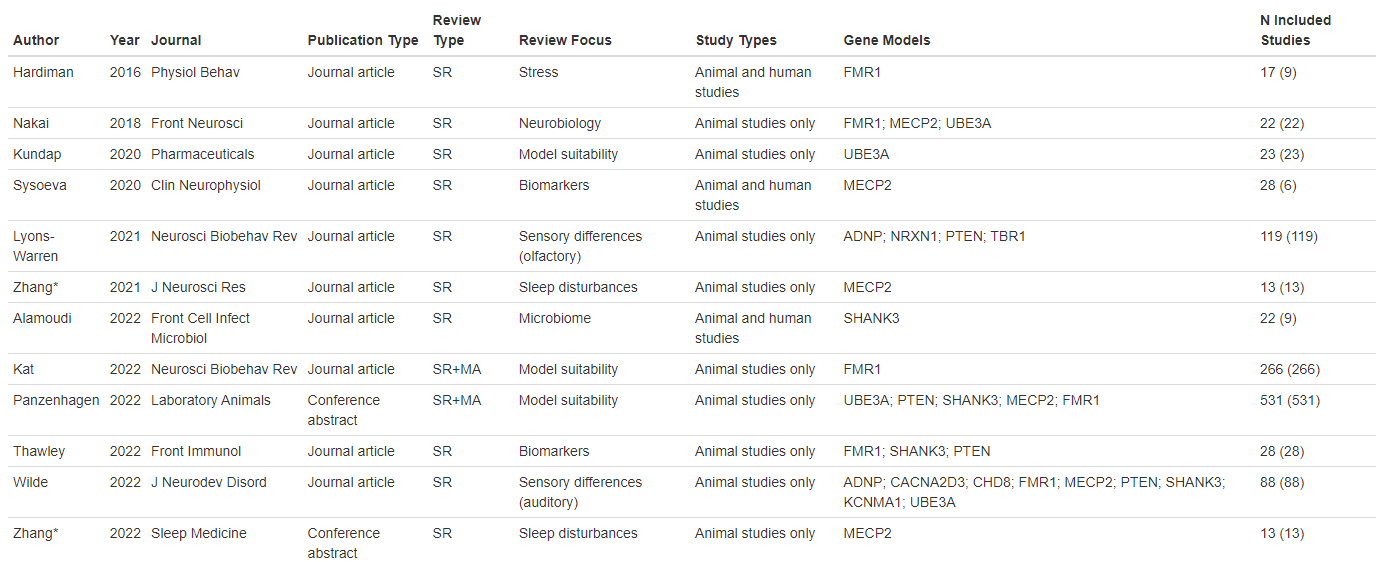 Author Year Journal Publication Type Review Type Review Focus Study Types Gene Models N Included Studies
Hardiman 2016 Physiol Behav Journal article SR Stress Animal and human studies FMR1 17 (9)
Nakai 2018 Front Neurosci Journal article SR Neurobiology Animal studies only FMR1; MECP2; UBE3A 22 (22)
Kundap 2020 Pharmaceuticals Journal article SR Model suitability Animal studies only UBE3A 23 (23)
Sysoeva 2020 Clin Neurophysiol Journal article SR Biomarkers Animal and human studies MECP2 28 (6)
Lyons-Warren 2021 Neurosci Biobehav Rev Journal article SR Sensory differences (olfactory) Animal studies only ADNP; NRXN1; PTEN; TBR1 119 (119)
Zhang* 2021 J Neurosci Res Journal article SR Sleep disturbances Animal studies only MECP2 13 (13)
Alamoudi 2022 Front Cell Infect Microbiol Journal article SR Microbiome Animal and human studies SHANK3 22 (9)
Kat 2022 Neurosci Biobehav Rev Journal article SR+MA Model suitability Animal studies only FMR1 266 (266)
Panzenhagen 2022 Laboratory Animals Conference abstract SR+MA Model suitability Animal studies only UBE3A; PTEN; SHANK3; MECP2; FMR1 531 (531)
Thawley 2022 Front Immunol Journal article SR Biomarkers Animal studies only FMR1; SHANK3; PTEN 28 (28)
Wilde 2022 J Neurodev Disord Journal article SR Sensory differences (auditory) Animal studies only ADNP; CACNA2D3; CHD8; FMR1; MECP2; PTEN; SHANK3; KCNMA1; UBE3A 88 (88)
Zhang* 2022 Sleep Medicine Conference abstract SR Sleep disturbances Animal studies only MECP2 13 (13)